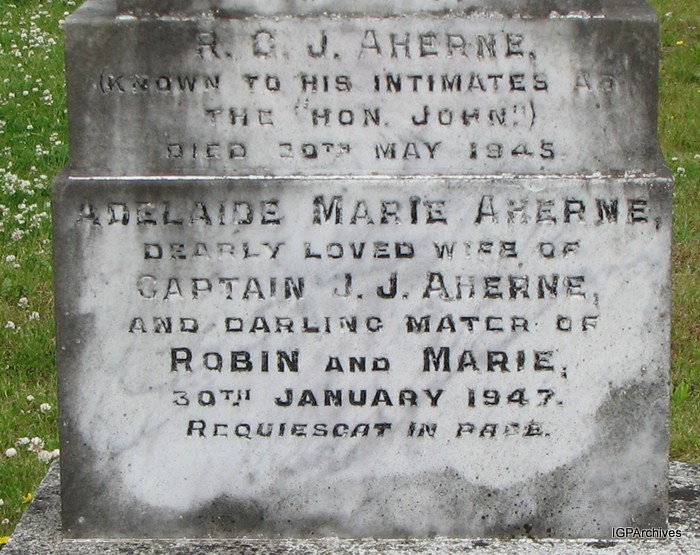 R. C. J. AHERNE.
(KNOWN TO HIS INTIMATES AS
THE "HON. JOHN")
DIED 30TH MAY 1945.
ADELAIDE MARIE AHERNE,
DEARLY LOVED WIFE OF
CAPTAIN J. J. AHERNE,
AND DARLING MATER OF
ROBIN AND MARIE,
30TH JANUARY 1947.
REQUIESCAT IN PACE.
IGPArchives